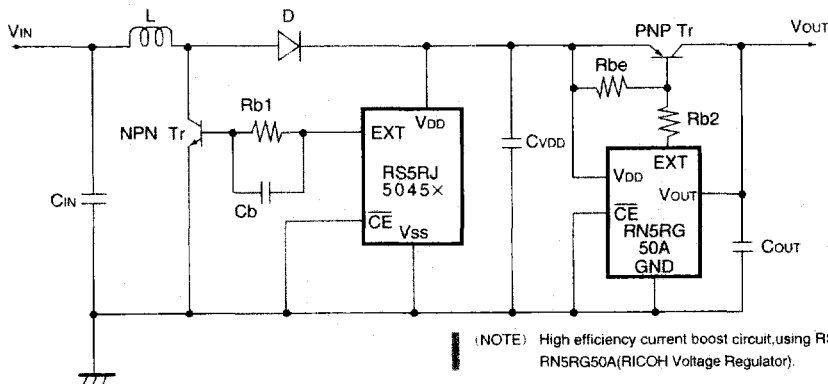 L
D
PNP Tr
VIN
VOUT
Rbe
Rb1
VDD
Rb2
NPN Tr
EXT
CVDD
EXT
RS5RJ
5045×
VDD
VOUT
CIN
Cb
CE
CE
RN5RG
50A
VSS
COUT
GND
(NOTE) High efficiency current boost circuit,using RS
RN5RG50A(RICOH Voltage Regulator).